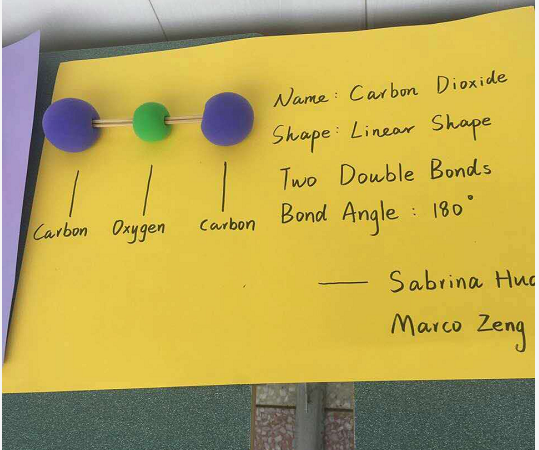 Name: Carbon Dioxide
Shape: Linear Shape
Two Double Bonds
Bond Angle: 180°
Carbon Oxygen Carbon
— Sabrina
Marco Zeng